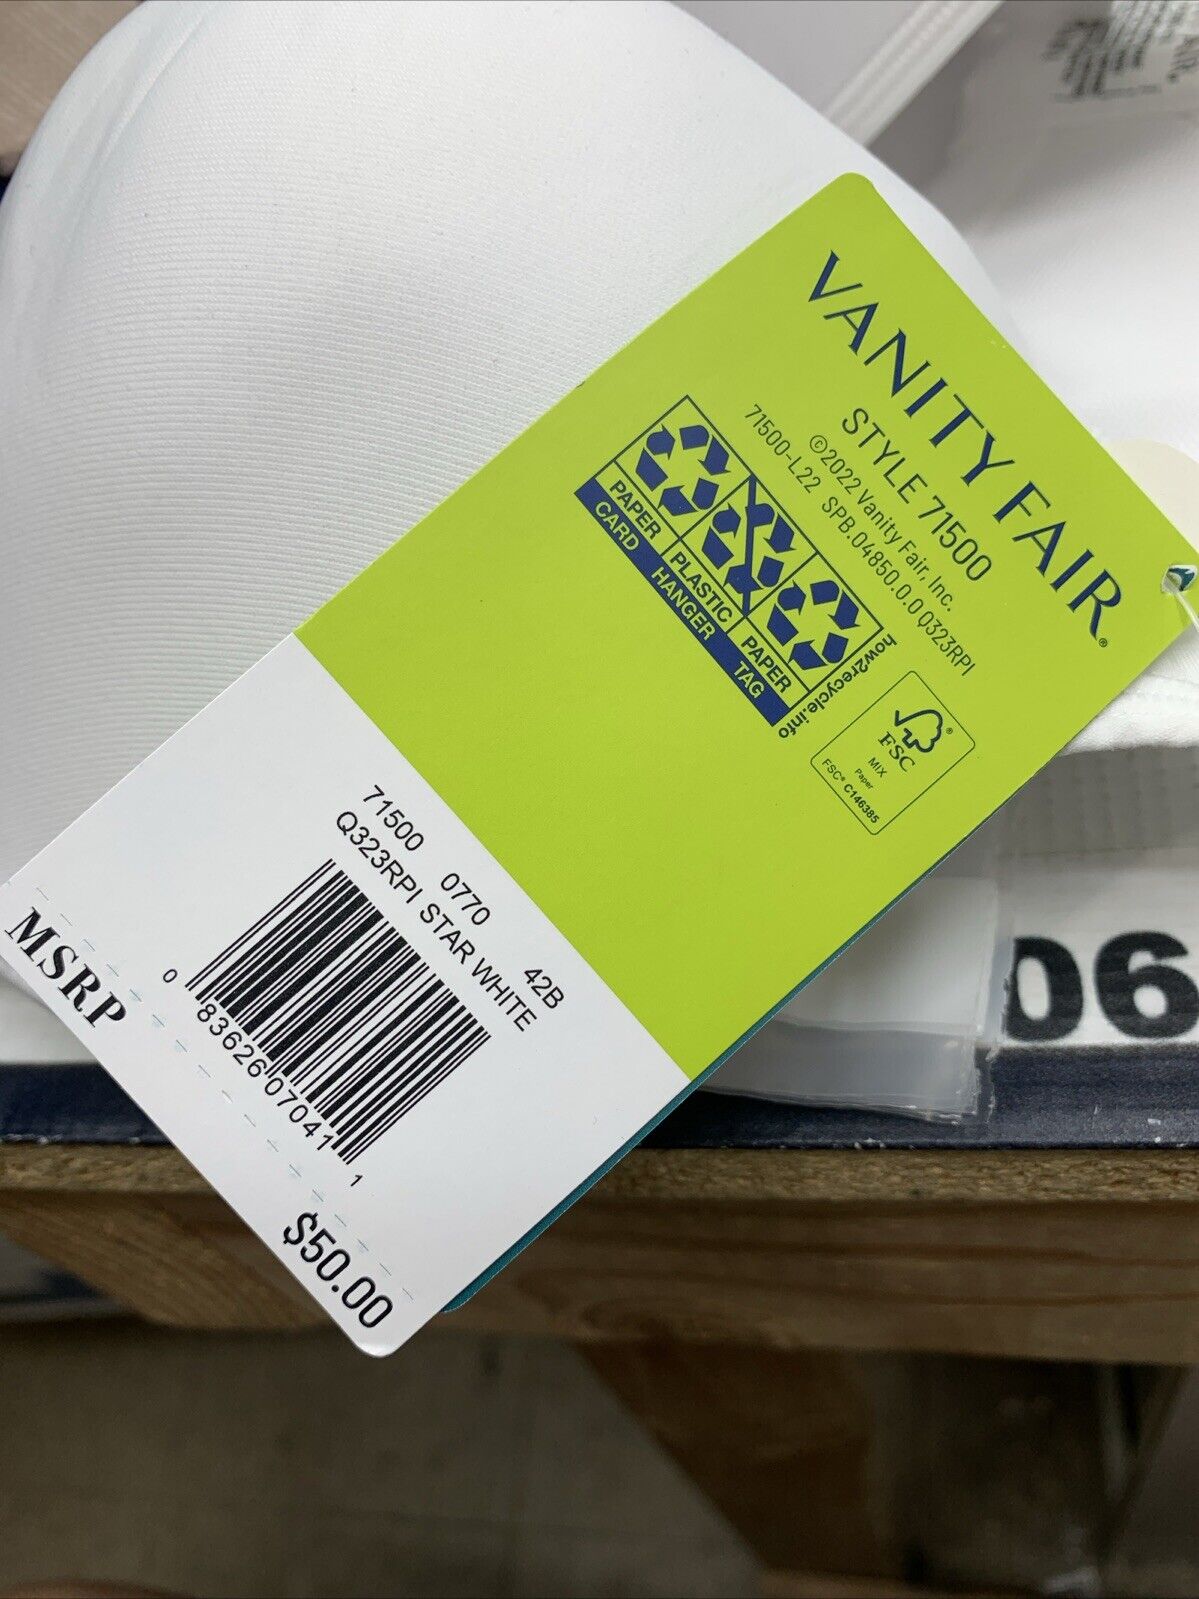 VANITY FAIR®
STYLE 71500
©2022 Vanity Fair, Inc.
71500-L22 SPB.04850.0.0 Q323RPI
PAPER
CARD
PLASTIC
HANGER
PAPER
TAG
how2recycle.info
FSC®
MIX
Paper
FSC® C146385
71500 0770 42B
Q323RPI STAR WHITE
0 83626 07041 1
MSRP
$50.00
06